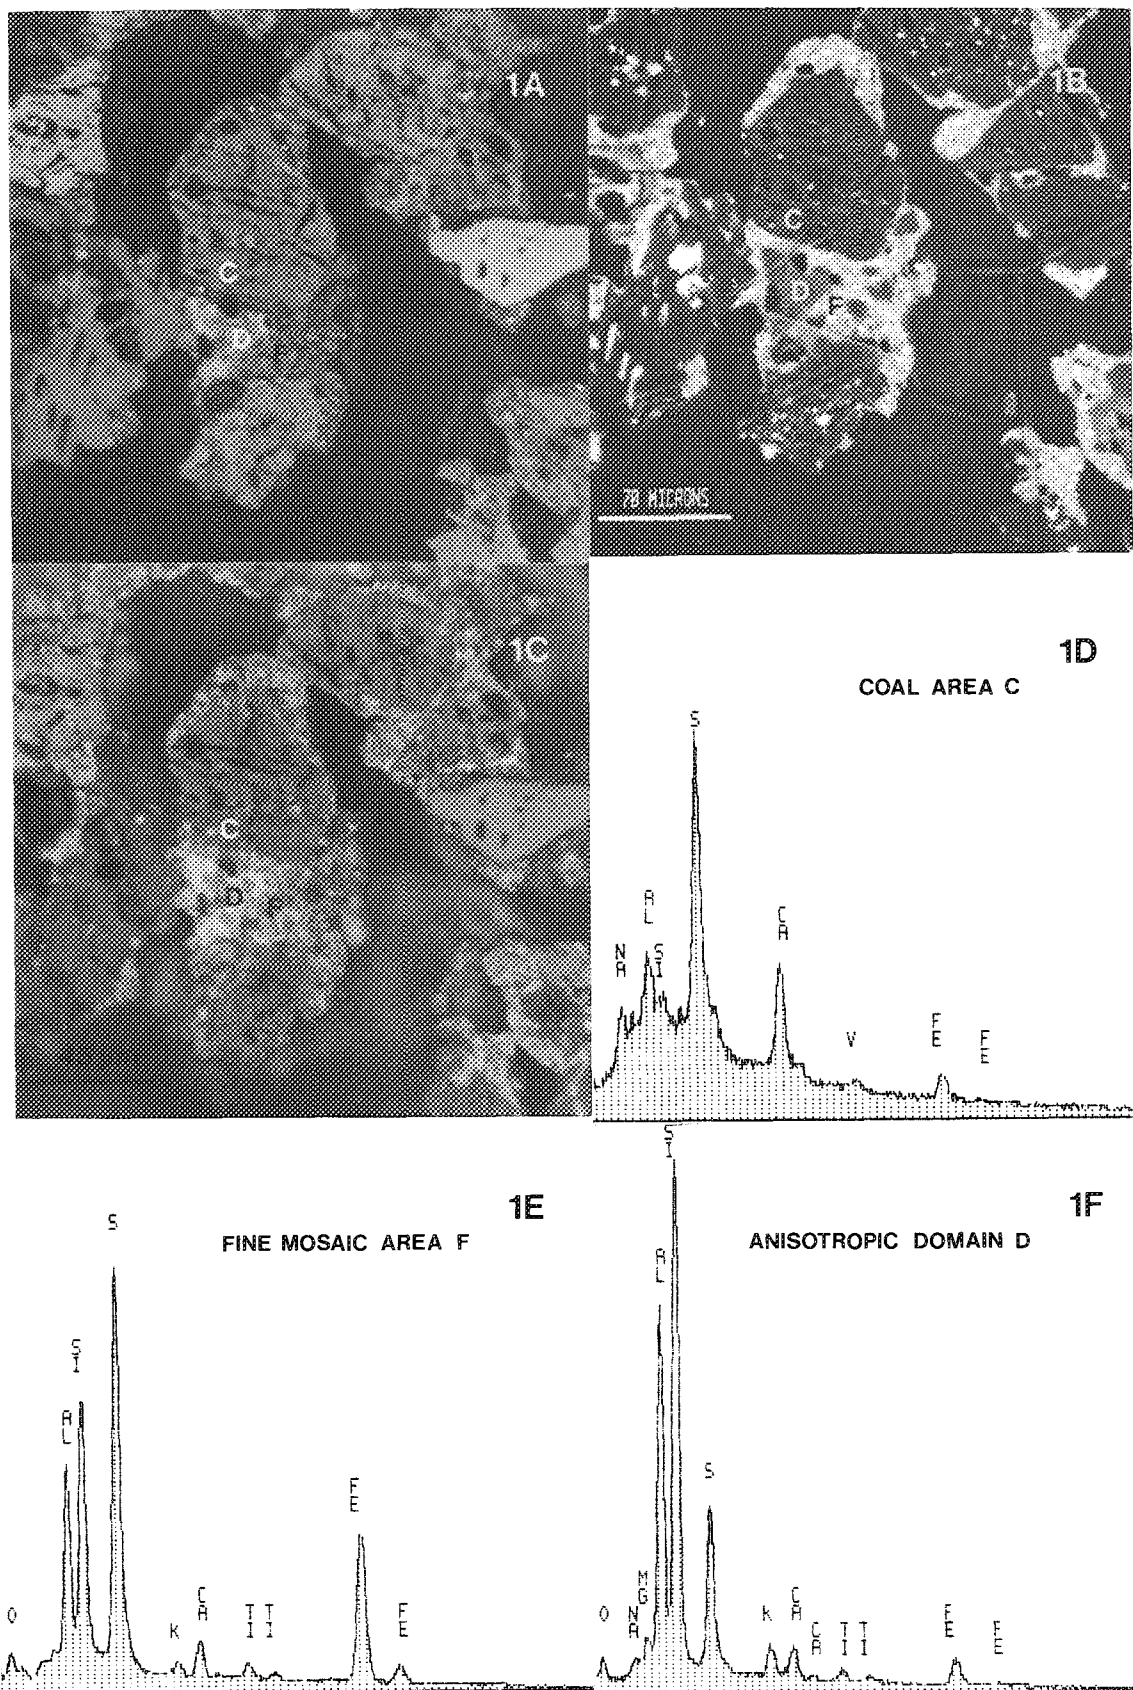 1A
1B
C
D
C
D
F
20 MICRONS
1C
C
D
1D
COAL AREA C
S
AL
NA
SI
CA
V
FE
FE
1E
FINE MOSAIC AREA F
S
SI
AL
O
K
CA
TI
TI
FE
FE
1F
ANISOTROPIC DOMAIN D
SI
AL
S
MG
O
NA
K
CA
CA
TI
TI
FE
FE